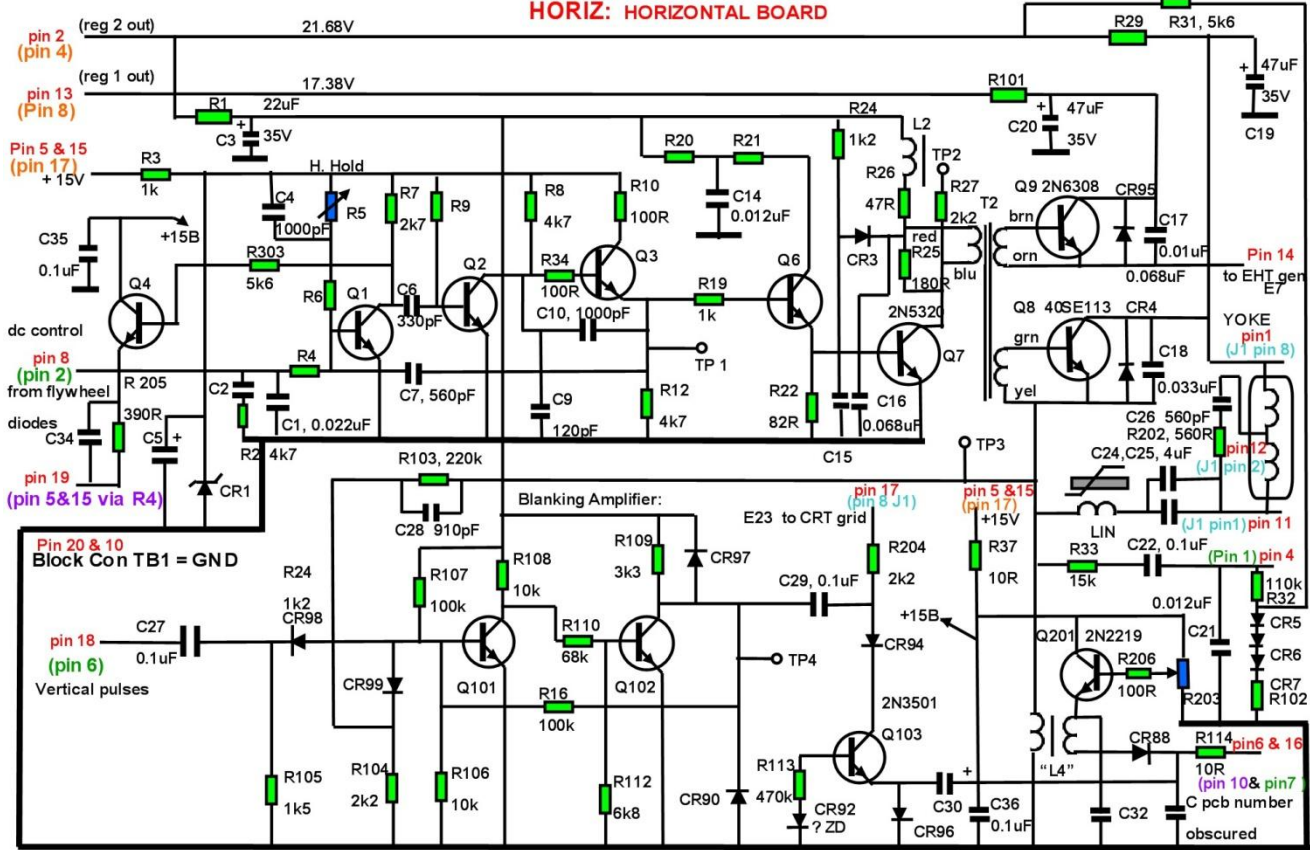 HORIZ: HORIZONTAL BOARD
R31, 5k6
R29
pin 2
(pin 4)
(reg 2 out)
21.68V
47uF
35V
C19
pin 13
(Pin 8)
(reg 1 out)
17.38V
R101
47uF
C20
35V
R1
22uF
C3
35V
R24
1k2
L2
TP2
Pin 5 & 15
(pin 17)
+ 15V
R3
1k
H. Hold
C4
1000pF
R5
R7
2k7
R9
R8
4k7
R10
100R
R20
R21
C14
0.012uF
R26
47R
R27
2k2
T2
Q9
2N6308
CR95
C17
0.01uF
brn
orn
red
blu
C35
0.1uF
+15B
R303
5k6
Q4
R6
Q1
C6
330pF
Q2
R34
100R
Q3
C10, 1000pF
R19
1k
Q6
CR3
R25
180R
2N5320
Q7
0.068uF
Pin 14
to EHT gen
E7
Q8
40SE113
CR4
C18
0.033uF
grn
yel
YOKE
pin1
(J1 pin 8)
dc control
pin 8
(pin 2)
from flywheel
diodes
R 205
390R
C34
C5
C2
R4
C1, 0.022uF
R2
4k7
C7, 560pF
TP 1
C9
120pF
R12
4k7
R22
82R
C16
0.068uF
C15
C26
560pF
R202, 560R
pin12
(J1 pin 2)
C24,C25, 4uF
LIN
(J1 pin1)
pin 11
pin 19
(pin 5&15 via R4)
CR1
R103, 220k
C28
910pF
Blanking Amplifier:
TP3
pin 17
(pin 8 J1)
E23 to CRT grid
pin 5 &15
(pin 17)
+15V
Pin 20 & 10
Block Con TB1 = GND
R24
1k2
CR98
R107
100k
R108
10k
R109
3k3
CR97
C29, 0.1uF
R204
2k2
R37
10R
R33
15k
C22, 0.1uF
(Pin 1)
pin 4
110k
R32
0.012uF
CR5
CR6
CR7
R102
pin 18
(pin 6)
Vertical pulses
C27
0.1uF
CR99
Q101
R110
68k
Q102
R16
100k
TP4
+15B
CR94
Q201
2N2219
R206
100R
R203
C21
2N3501
Q103
R105
1k5
R104
2k2
R106
10k
R112
6k8
CR90
R113
470k
CR92
? ZD
CR96
C30
+
C36
0.1uF
"L4"
C32
CR88
R114
10R
pin6 & 16
(pin 10& pin7 )
C pcb number
obscured